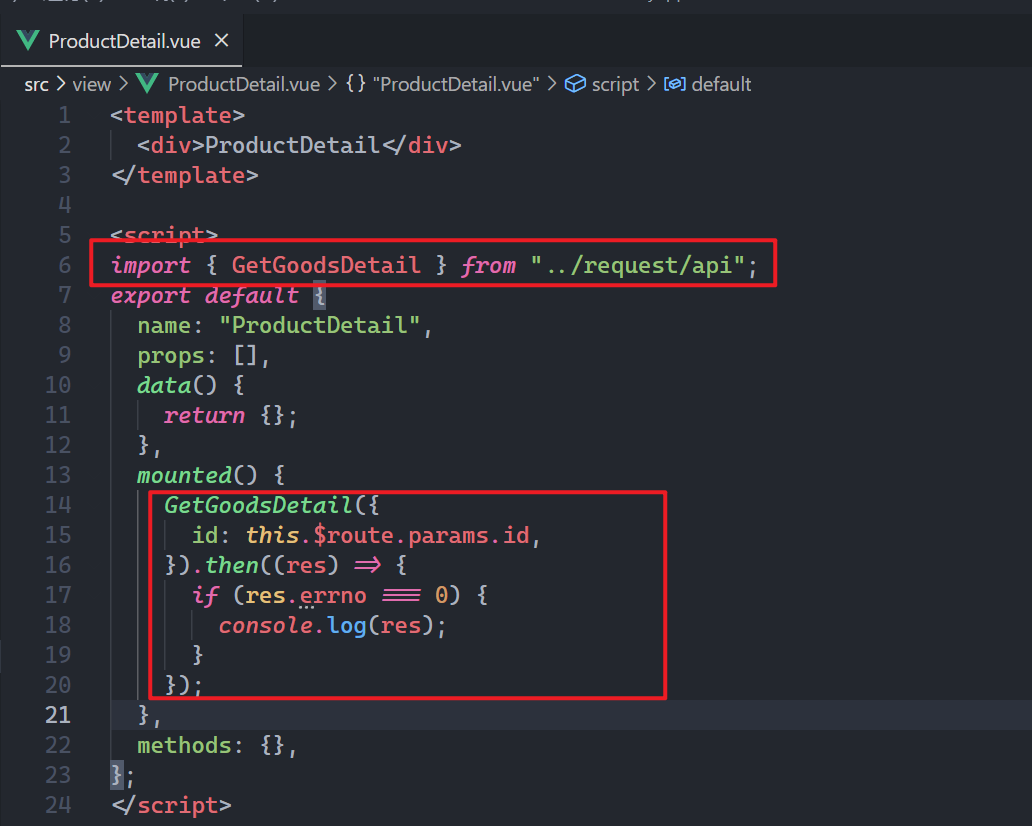 ProductDetail.vue
src > view > ProductDetail.vue > {} "ProductDetail.vue" > script > default
1 <template>
2 <div>ProductDetail</div>
3 </template>
4
5 <script>
6 import { GetGoodsDetail } from "../request/api";
7 export default {
8 name: "ProductDetail",
9 props: [],
10 data() {
11 return {};
12 },
13 mounted() {
14 GetGoodsDetail({
15 id: this.$route.params.id,
16 }).then((res) => {
17 if (res.errno === 0) {
18 console.log(res);
19 }
20 });
21 },
22 methods: {},
23 };
24 </script>